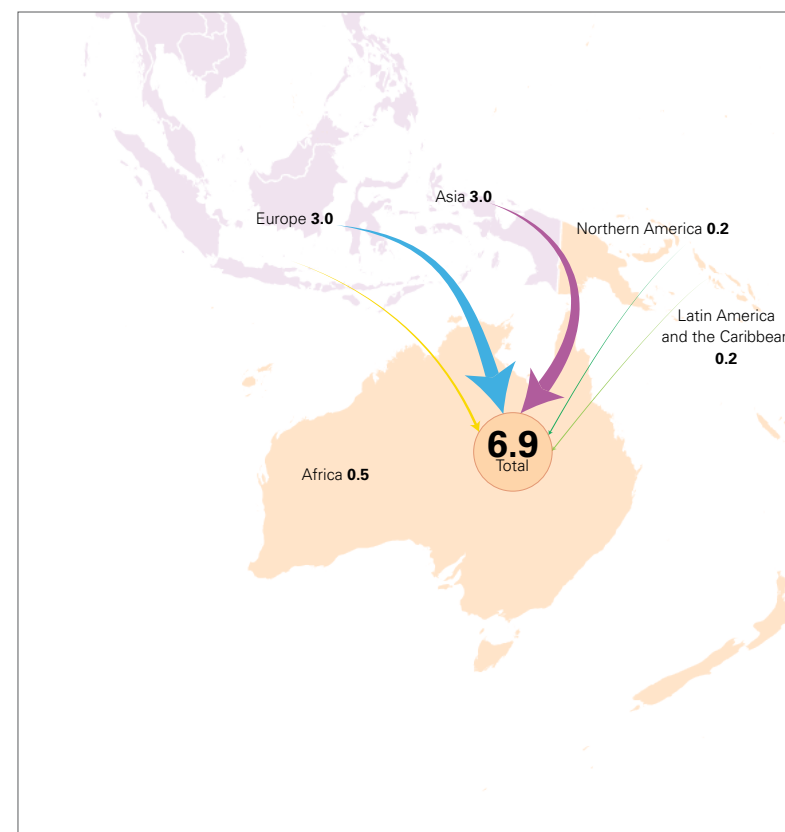 Asia 3.0
Europe 3.0
Northern America 0.2
Latin America
and the Caribbean
0.2
6.9
Total
Africa 0.5